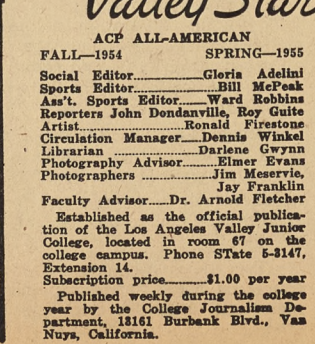 Valley Star
ACP ALL-AMERICAN
FALL—1954 SPRING—1955
Social Editor..............Gloria Adelini
Sports Editor..................Bill McPeak
Ass't. Sports Editor......Ward Robbins
Reporters John Dondanville, Roy Guite
Artist........................Ronald Firestone
Circulation Manager....Dennis Winkel
Librarian ..................Darlene Gwynn
Photography Advisor......Elmer Evans
Photographers ..............Jim Meservie,
Jay Franklin
Faculty Advisor....Dr. Arnold Fletcher
Established as the official publica-
tion of the Los Angeles Valley Junior
College, located in room 67 on the
college campus. Phone STate 5-3147,
Extension 14.
Subscription price..........$1.00 per year
Published weekly during the college
year by the College Journalism De-
partment, 13161 Burbank Blvd., Van
Nuys, California.